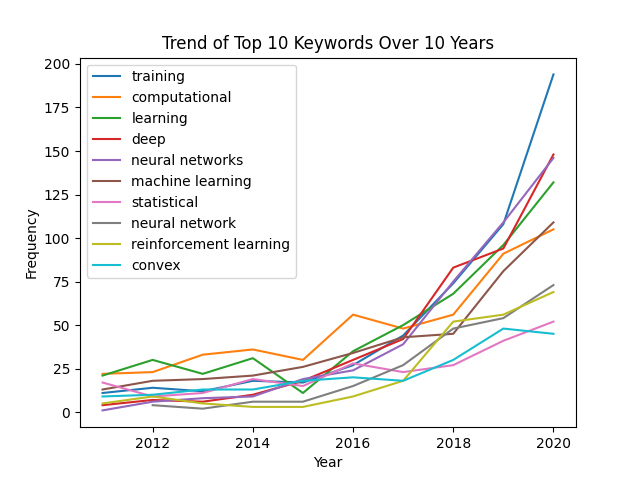 Trend of Top 10 Keywords Over 10 Years
200
175
150
125
100
75
50
25
0
Frequency
training
computational
learning
deep
neural networks
machine learning
statistical
neural network
reinforcement learning
convex
2012 2014 2016 2018 2020
Year